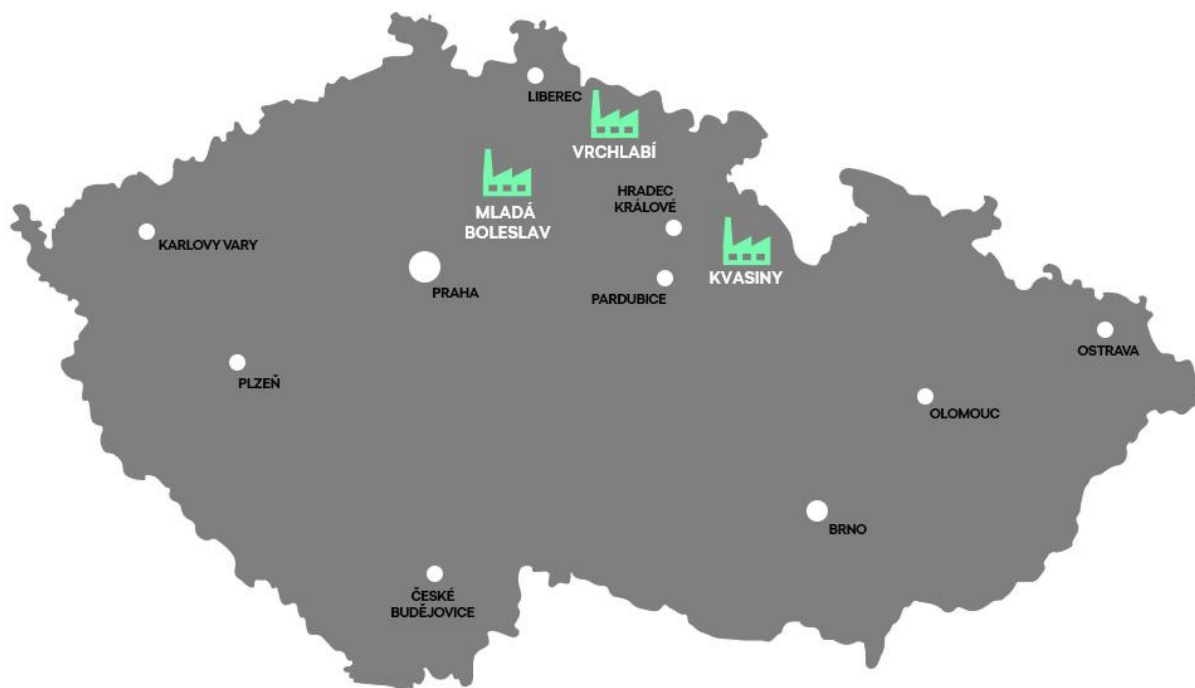 LIBEREC
VRCHLABÍ
MLADÁ
BOLESLAV
HRADEC
KRÁLOVÉ
KARLOVY VARY
KVASINY
PRAHA
PARDUBICE
OSTRAVA
PLZEŇ
OLOMOUC
BRNO
ČESKÉ
BUDĚJOVICE